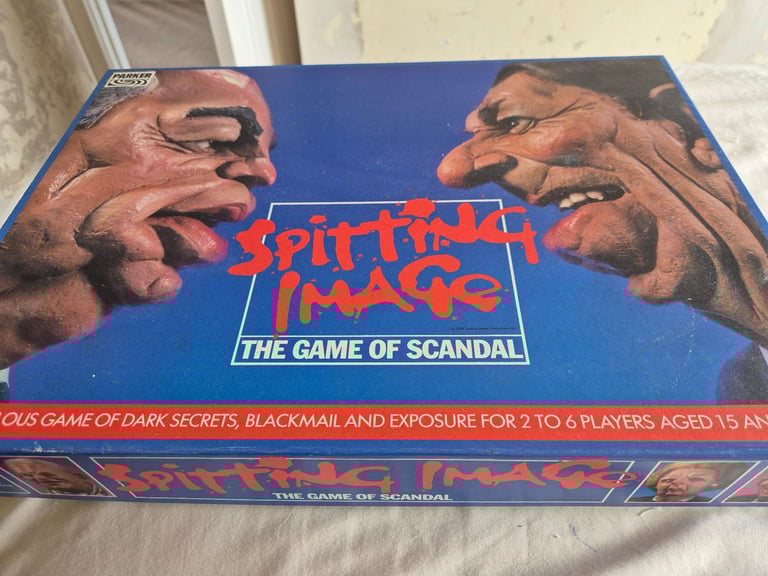 PARKER
SPITTING
IMAGE
THE GAME OF SCANDAL
OUS GAME OF DARK SECRETS, BLACKMAIL AND EXPOSURE FOR 2 TO 6 PLAYERS AGED 15 AN
SPITTING IMAGE
THE GAME OF SCANDAL